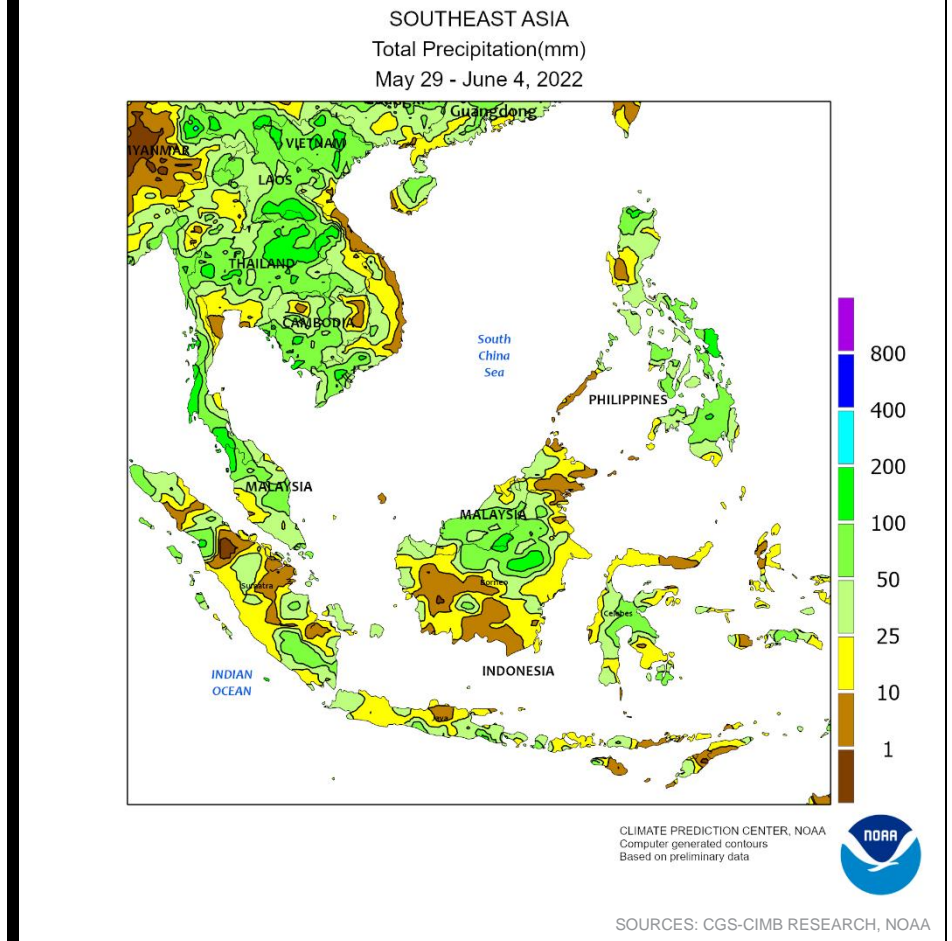 SOUTHEAST ASIA
Total Precipitation(mm)
May 29 - June 4, 2022
Guangdong
YANMAR
VIETNAM
LAOS
THAILAND
CAMBODIA
South
China
Sea
PHILIPPINES
MALAYSIA
MALAYSIA
Borneo
Sumatra
Celebes
INDONESIA
INDIAN
OCEAN
Java
800
400
200
100
50
25
10
1
CLIMATE PREDICTION CENTER, NOAA
Computer generated contours
Based on preliminary data
NOAA
SOURCES: CGS-CIMB RESEARCH, NOAA